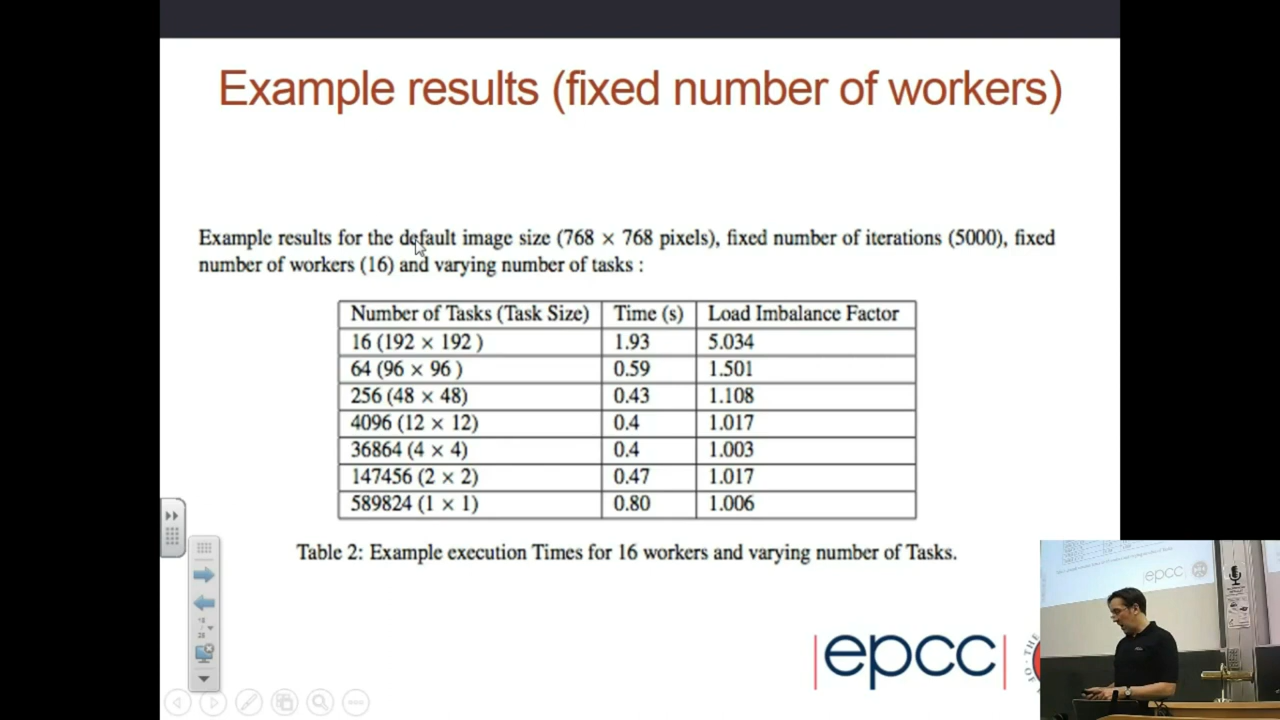 Example results (fixed number of workers)
Example results for the default image size (768 × 768 pixels), fixed number of iterations (5000), fixed
number of workers (16) and varying number of tasks :
Number of Tasks (Task Size) Time (s) Load Imbalance Factor
16 (192 × 192 ) 1.93 5.034
64 (96 × 96 ) 0.59 1.501
256 (48 × 48) 0.43 1.108
4096 (12 × 12) 0.4 1.017
36864 (4 × 4) 0.4 1.003
147456 (2 × 2) 0.47 1.017
589824 (1 × 1) 0.80 1.006
Table 2: Example execution Times for 16 workers and varying number of Tasks.
epcc
epcc